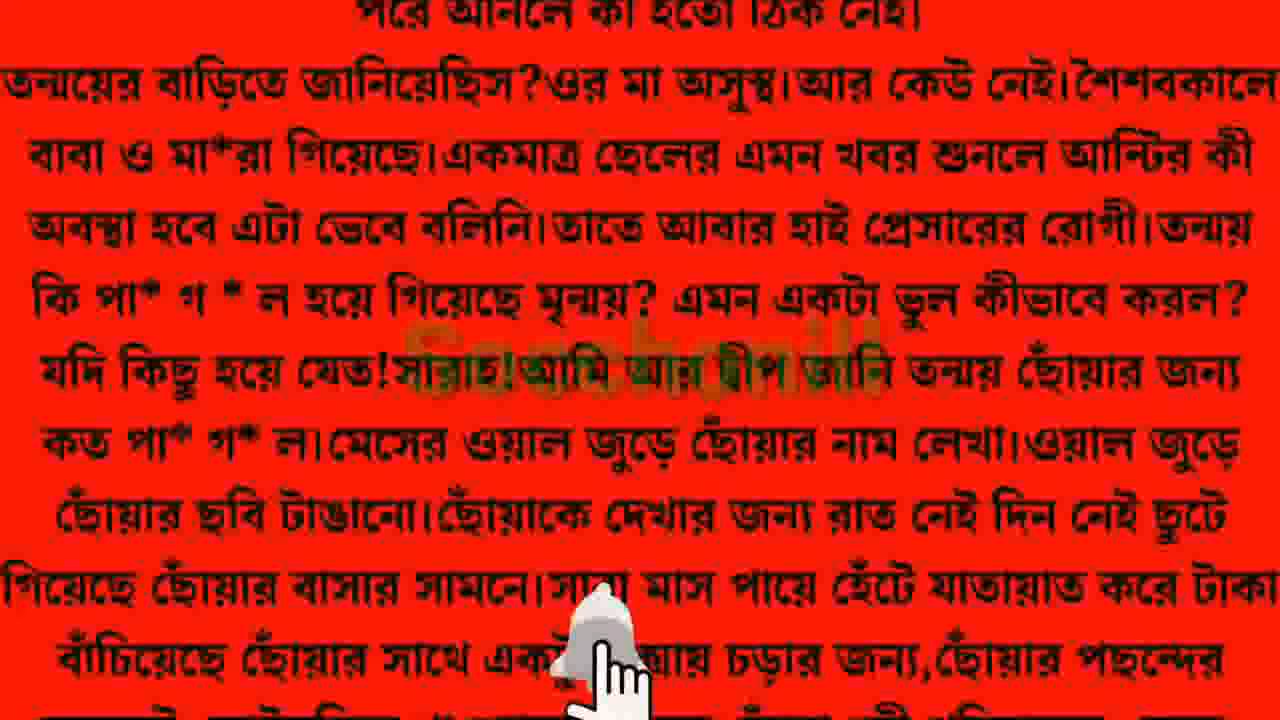 পরে আনলে কী হতো ঠিক নেই।
তন্ময়ের বাড়িতে জানিয়েছিস?ওর মা অসুস্থ।আর কেউ নেই।শৈশবকালে
বাবা ও মা*রা গিয়েছে।একমাত্র ছেলের এমন খবর শুনলে আন্টির কী
অবস্থা হবে এটা ভেবে বলিনি।তাতে আবার হাই প্রেসারের রোগী।তন্ময়
কি পা* গ * ল হয়ে গিয়েছে মৃন্ময়? এমন একটা ভুল কীভাবে করল?
যদি কিছু হয়ে যেত!সারাহ!আমি আর দ্বীপ জানি তন্ময় ছোঁয়ার জন্য
কত পা* গ* ল।মেসের ওয়াল জুড়ে ছোঁয়ার নাম লেখা।ওয়াল জুড়ে
ছোঁয়ার ছবি টাঙানো।ছোঁয়াকে দেখার জন্য রাত নেই দিন নেই ছুটে
গিয়েছে ছোঁয়ার বাসার সামনে।সারা মাস পায়ে হেঁটে যাতায়াত করে টাকা
বাঁচিয়েছে ছোঁয়ার সাথে একটু চড়ার জন্য,ছোঁয়ার পছন্দের